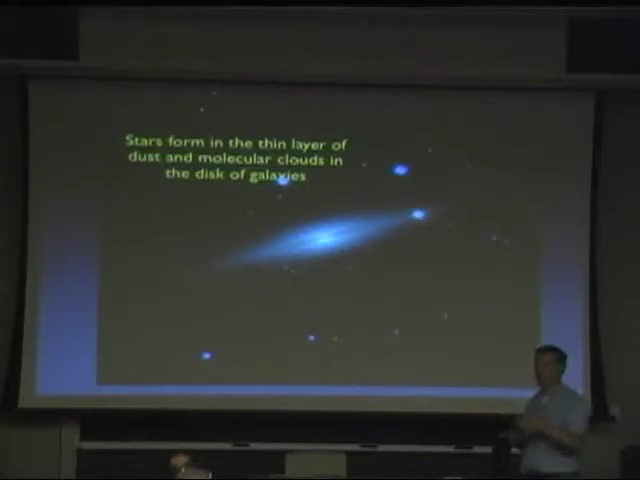 Stars form in the thin layer of
dust and molecular clouds in
the disk of galaxies